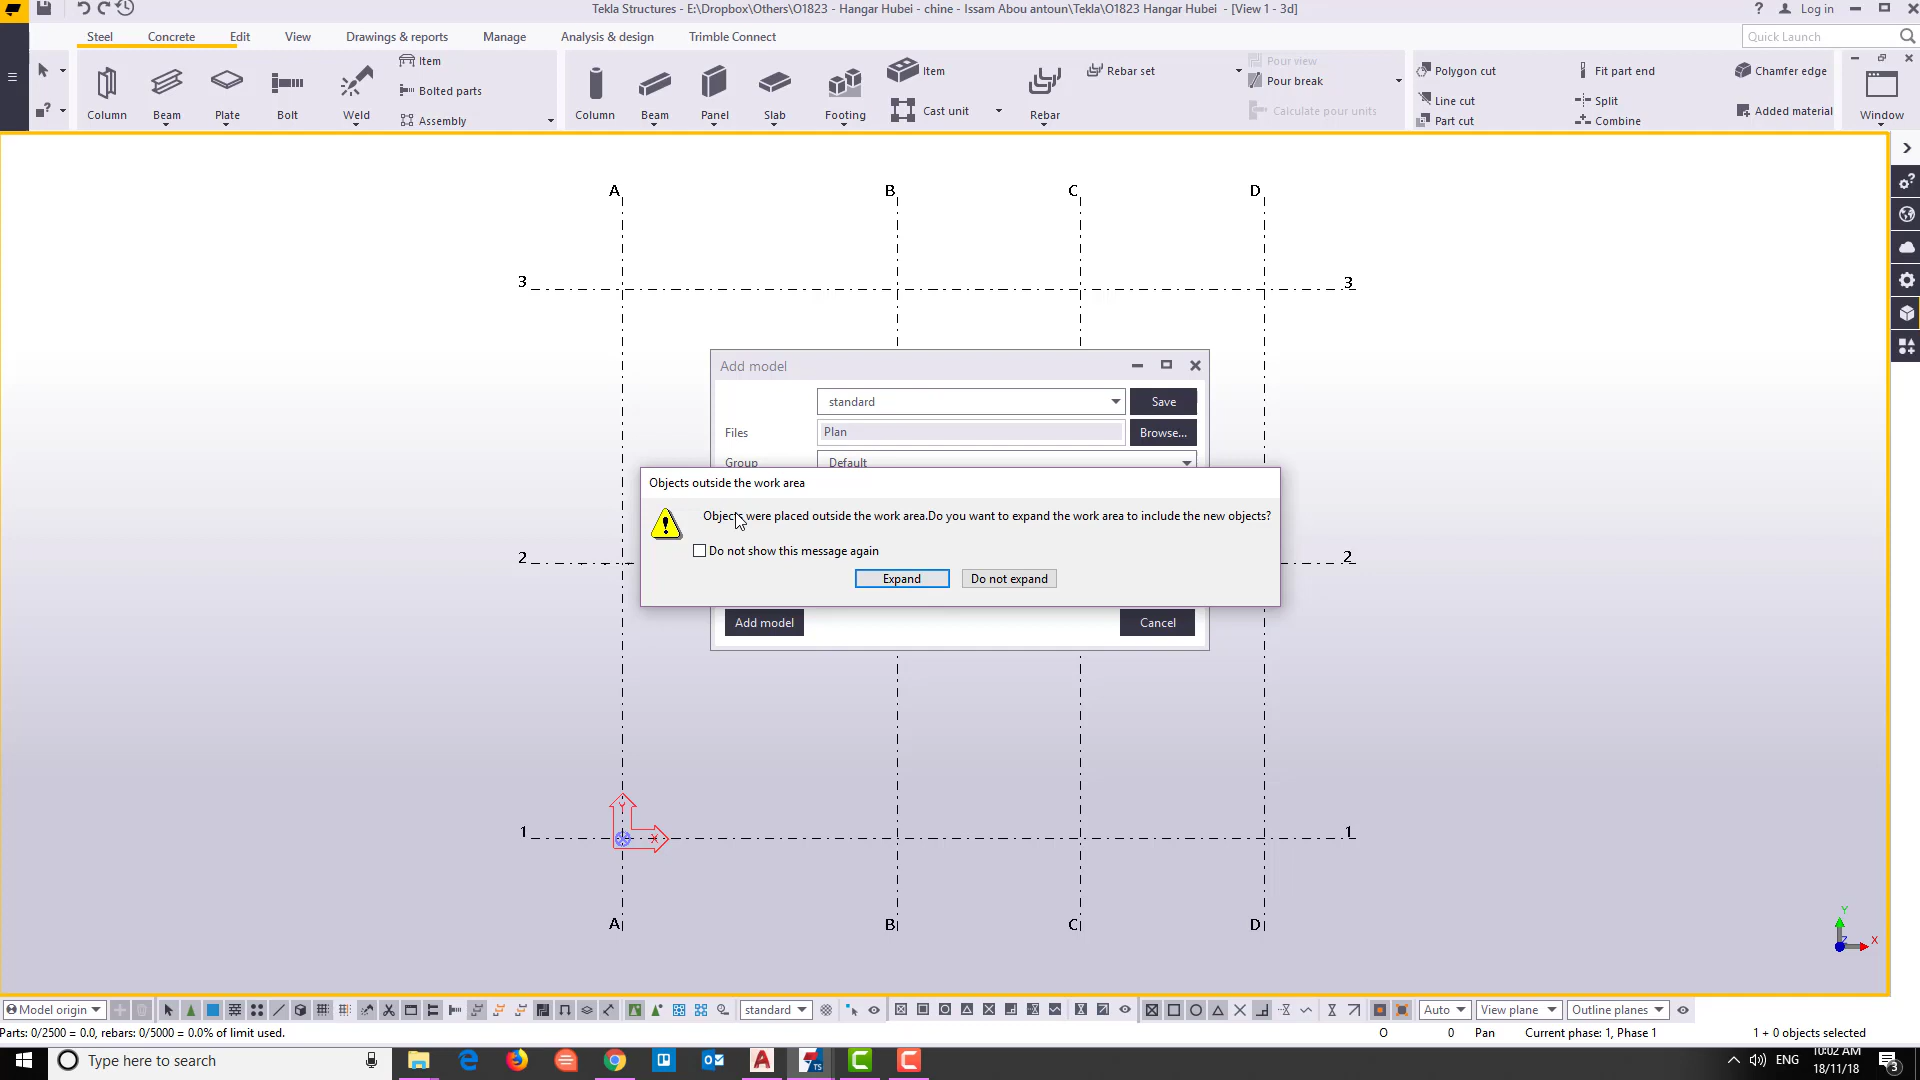 Tekla Structures - E:\Dropbox\Others\O1823 - Hangar Hubei - chine - Issam Abou antoun\Tekla\O1823 Hangar Hubei - [View 1 - 3d]
? Log in
Steel Concrete Edit View Drawings & reports Manage Analysis & design Trimble Connect
Quick Launch
Item
Bolted parts
Assembly
Column Beam Plate Bolt Weld
Column Beam Panel Slab Footing
Item
Cast unit
Rebar
Rebar set
Pour view
Pour break
Calculate pour units
Polygon cut
Line cut
Part cut
Fit part end
Split
Combine
Chamfer edge
Added material
Window
A B C D
3 3
Add model
standard Save
Files Plan Browse...
Group Default
Objects outside the work area
Objects were placed outside the work area.Do you want to expand the work area to include the new objects?
Do not show this message again
Expand Do not expand
2 2
Add model Cancel
1 1
Y
X
A B C D
Y
X
Z
Model origin standard Auto View plane Outline planes
Parts: 0/2500 = 0.0, rebars: 0/5000 = 0.0% of limit used.
O 0 Pan Current phase: 1, Phase 1 1 + 0 objects selected
Type here to search
ENG
10:02 AM
18/11/18
3